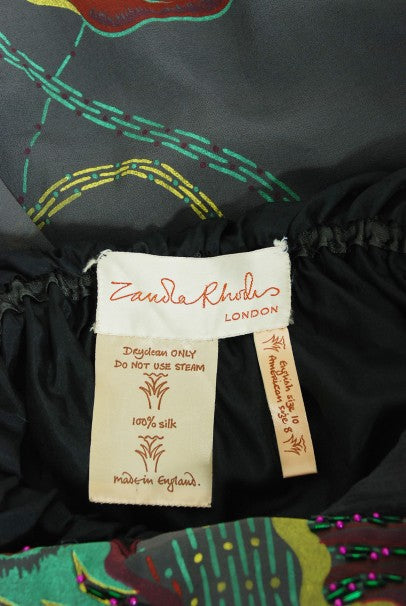 Zandra Rhodes
LONDON
Dryclean ONLY
DO NOT USE STEAM
100% silk
made in England.
English size 10
American size 8